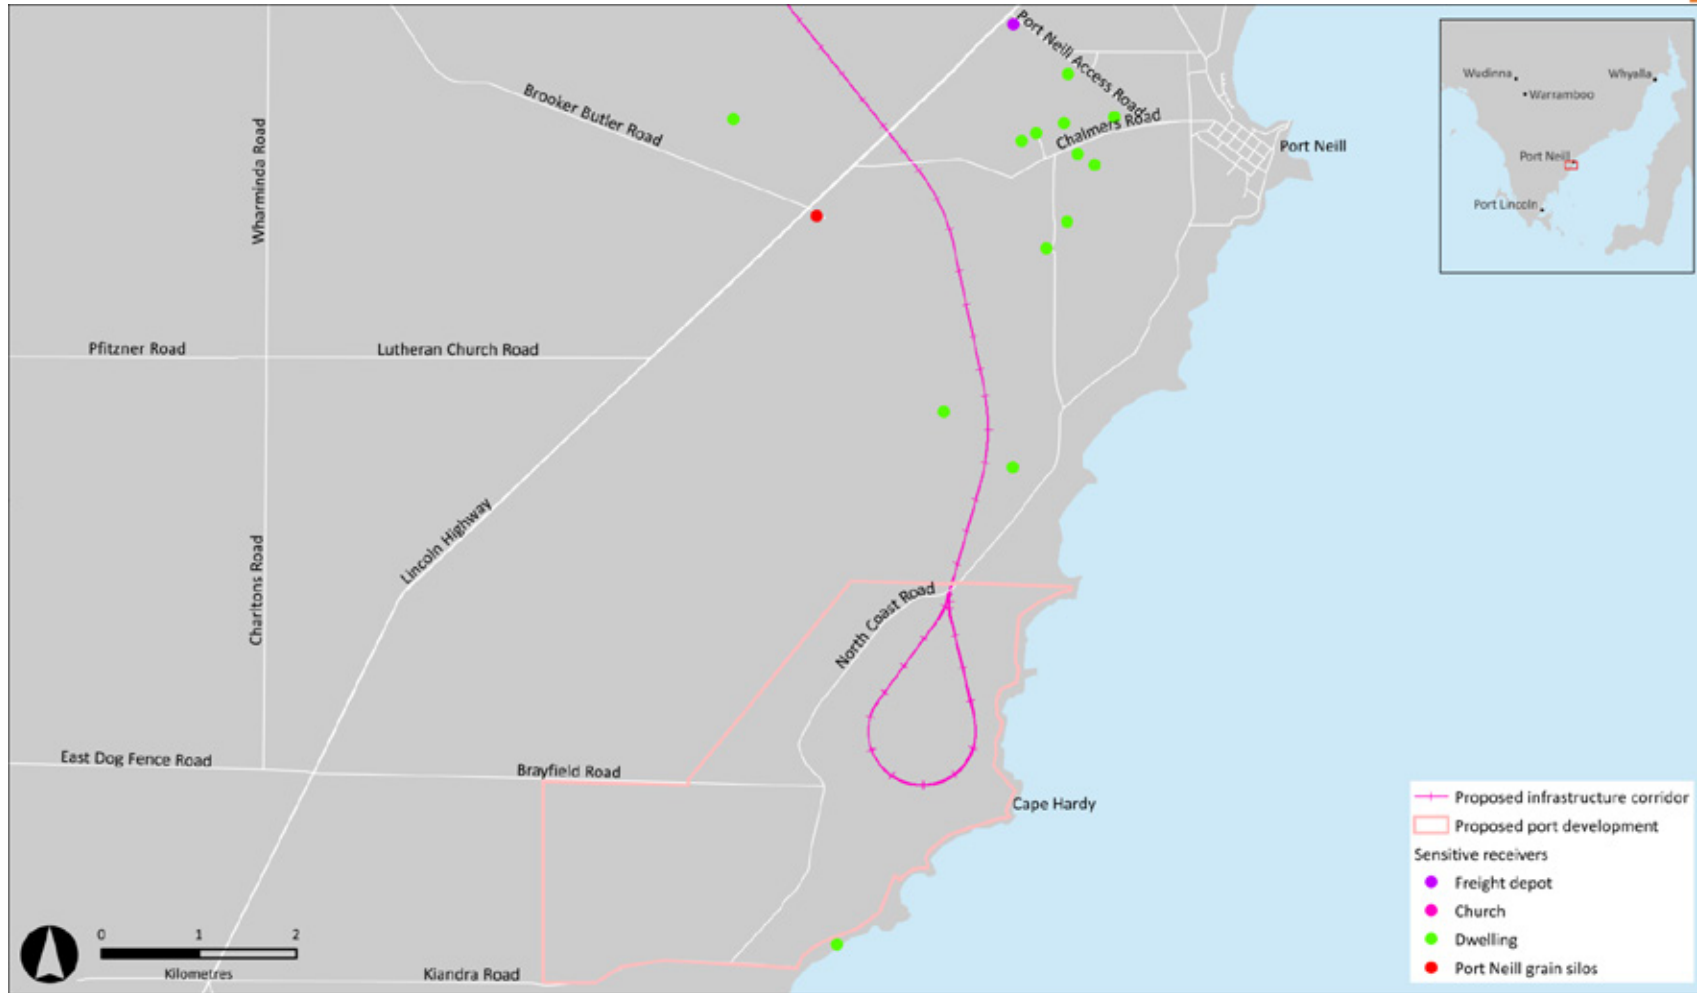 Port Neill Access Road
Brooker Butler Road
Chalmers Road
Port Neill
Wharminda Road
Pfitzner Road
Lutheran Church Road
Lincoln Highway
Charltons Road
North Coast Road
East Dog Fence Road
Brayfield Road
Cape Hardy
Kiandra Road
0 1 2
Kilometres
Wudinna
Whyalla
Warramboo
Port Neill
Port Lincoln
Proposed infrastructure corridor
Proposed port development
Sensitive receivers
Freight depot
Church
Dwelling
Port Neill grain silos